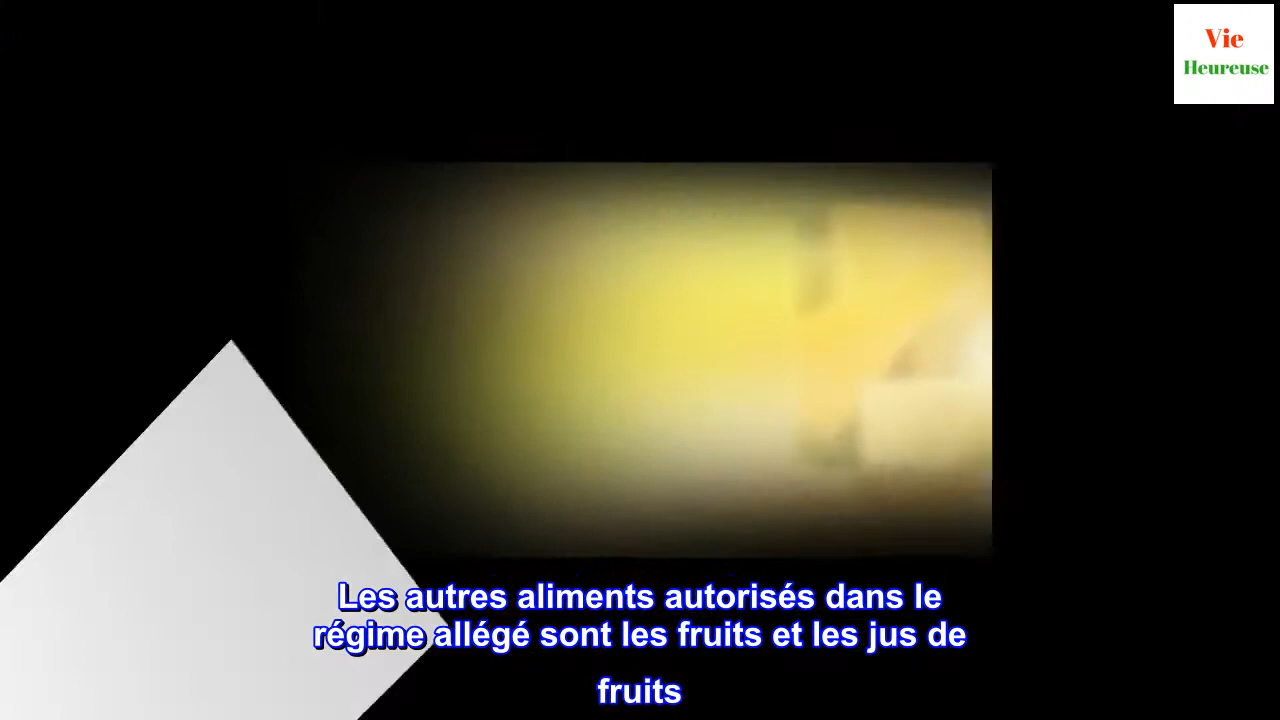 Vie
Heureuse
Les autres aliments autorisés dans le
régime allégé sont les fruits et les jus de
fruits